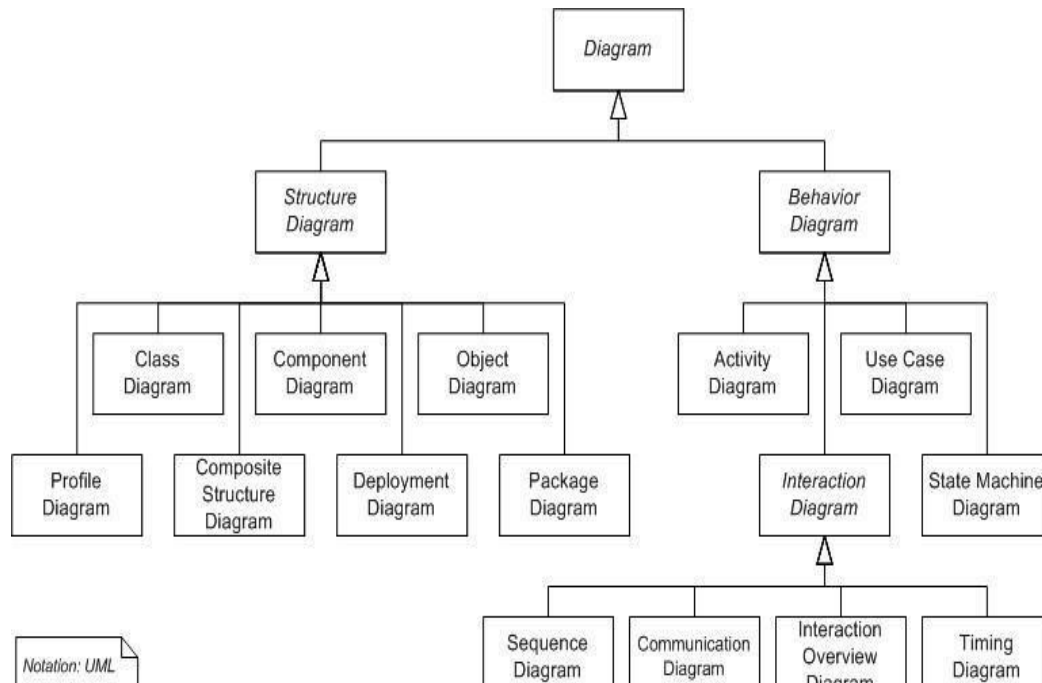 Diagram
Structure
Diagram
Behavior
Diagram
Class
Diagram
Component
Diagram
Object
Diagram
Activity
Diagram
Use Case
Diagram
Profile
Diagram
Composite
Structure
Diagram
Deployment
Diagram
Package
Diagram
Interaction
Diagram
State Machine
Diagram
Sequence
Diagram
Communication
Diagram
Interaction
Overview
Diagram
Timing
Diagram
Notation: UML